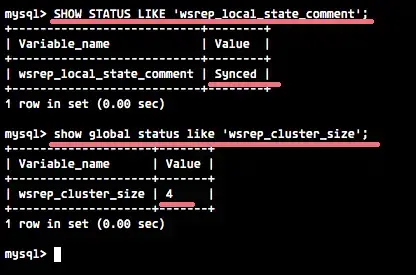 mysql> SHOW STATUS LIKE 'wsrep_local_state_comment';
+---------------------------+--------+
| Variable_name             | Value  |
+---------------------------+--------+
| wsrep_local_state_comment | Synced |
+---------------------------+--------+
1 row in set (0.00 sec)
mysql> show global status like 'wsrep_cluster_size';
+--------------------+-------+
| Variable_name      | Value |
+--------------------+-------+
| wsrep_cluster_size | 4     |
+--------------------+-------+
1 row in set (0.00 sec)
mysql>